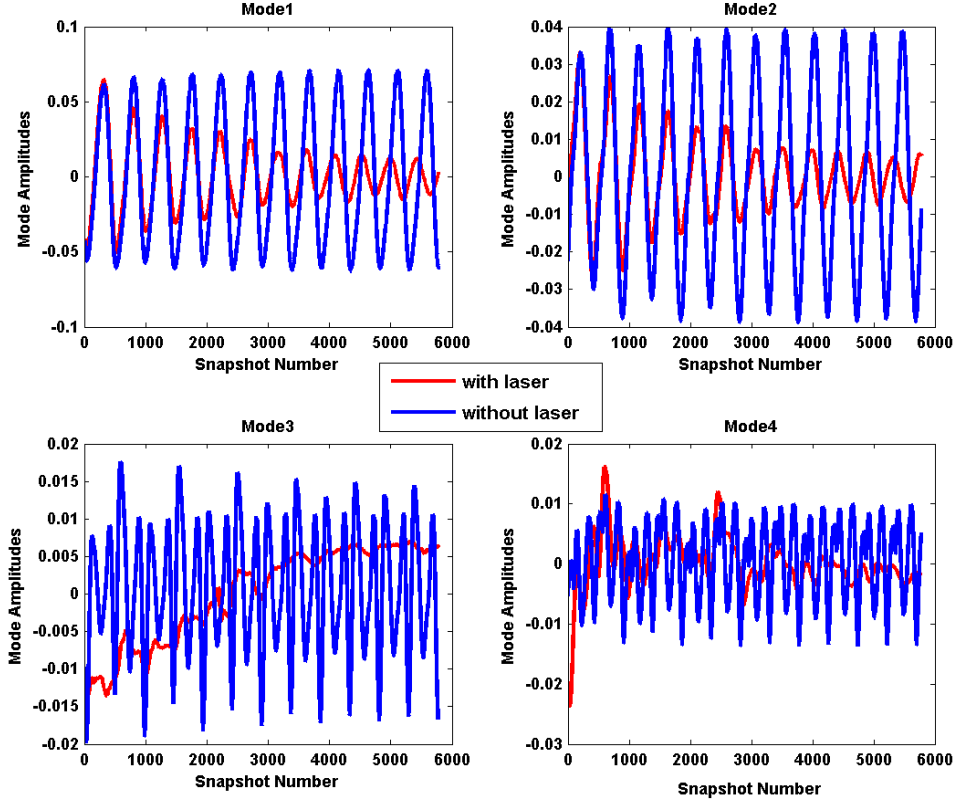 Mode1
Mode2
0.1
0.05
0
-0.05
-0.1
Mode Amplitudes
0 1000 2000 3000 4000 5000 6000
Snapshot Number
0.04
0.03
0.02
0.01
0
-0.01
-0.02
-0.03
-0.04
Mode Amplitudes
0 1000 2000 3000 4000 5000 6000
Snapshot Number
with laser
without laser
Mode3
Mode4
0.02
0.015
0.01
0.005
0
-0.005
-0.01
-0.015
-0.02
Mode Amplitudes
0 1000 2000 3000 4000 5000 6000
Snapshot Number
0.02
0.01
0
-0.01
-0.02
-0.03
Mode Amplitudes
0 1000 2000 3000 4000 5000 6000
Snapshot Number